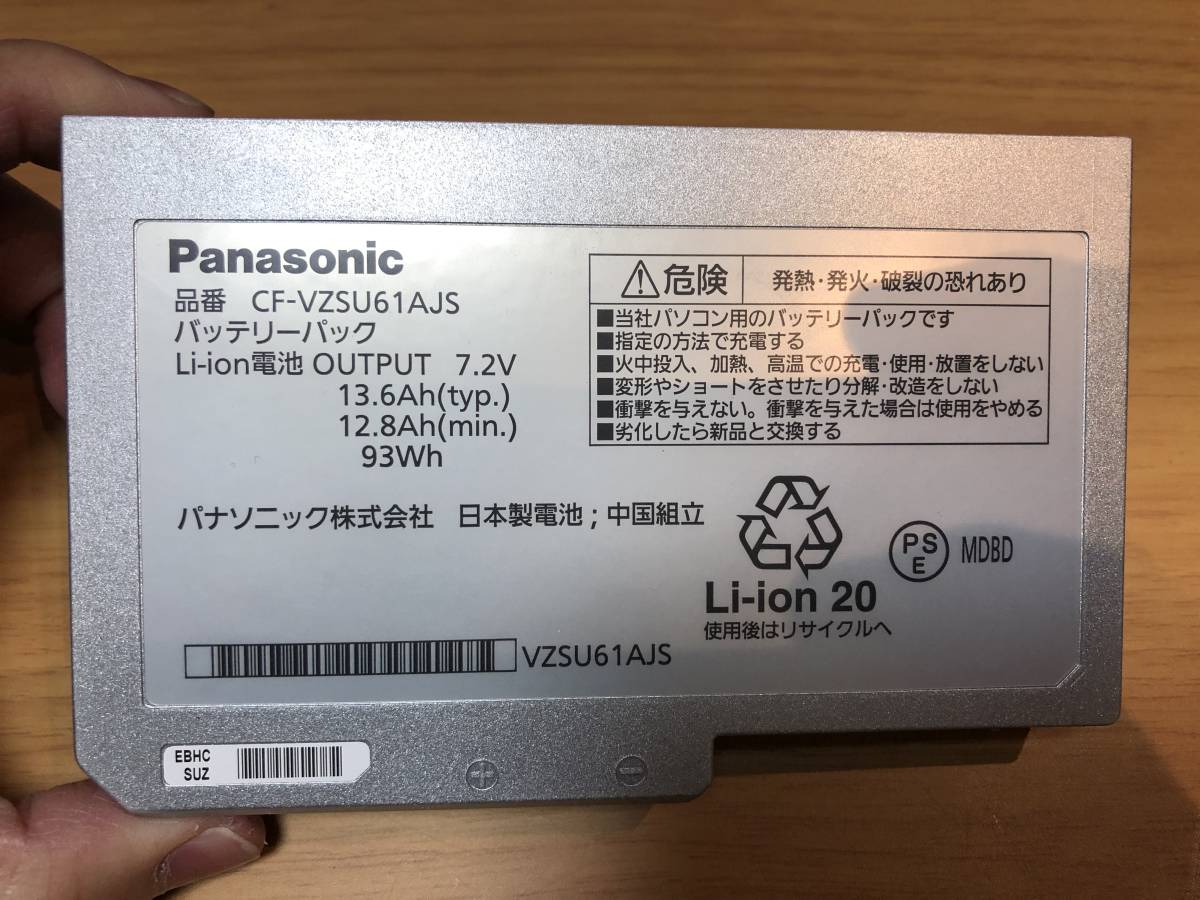 Panasonic
品番 CF-VZSU61AJS
バッテリーパック
Li-ion電池 OUTPUT 7.2V
13.6Ah(typ.)
12.8Ah(min.)
93Wh
⚠危険 発熱・発火・破裂の恐れあり
■当社パソコン用のバッテリーパックです
■指定の方法で充電する
■火中投入、加熱、高温での充電・使用・放置をしない
■変形やショートをさせたり分解・改造をしない
■衝撃を与えない。衝撃を与えた場合は使用をやめる
■劣化したら新品と交換する
パナソニック株式会社 日本製電池；中国組立
PS
E
MDBD
Li-ion 20
使用後はリサイクルへ
VZSU61AJS
EBHC
SUZ
+ −